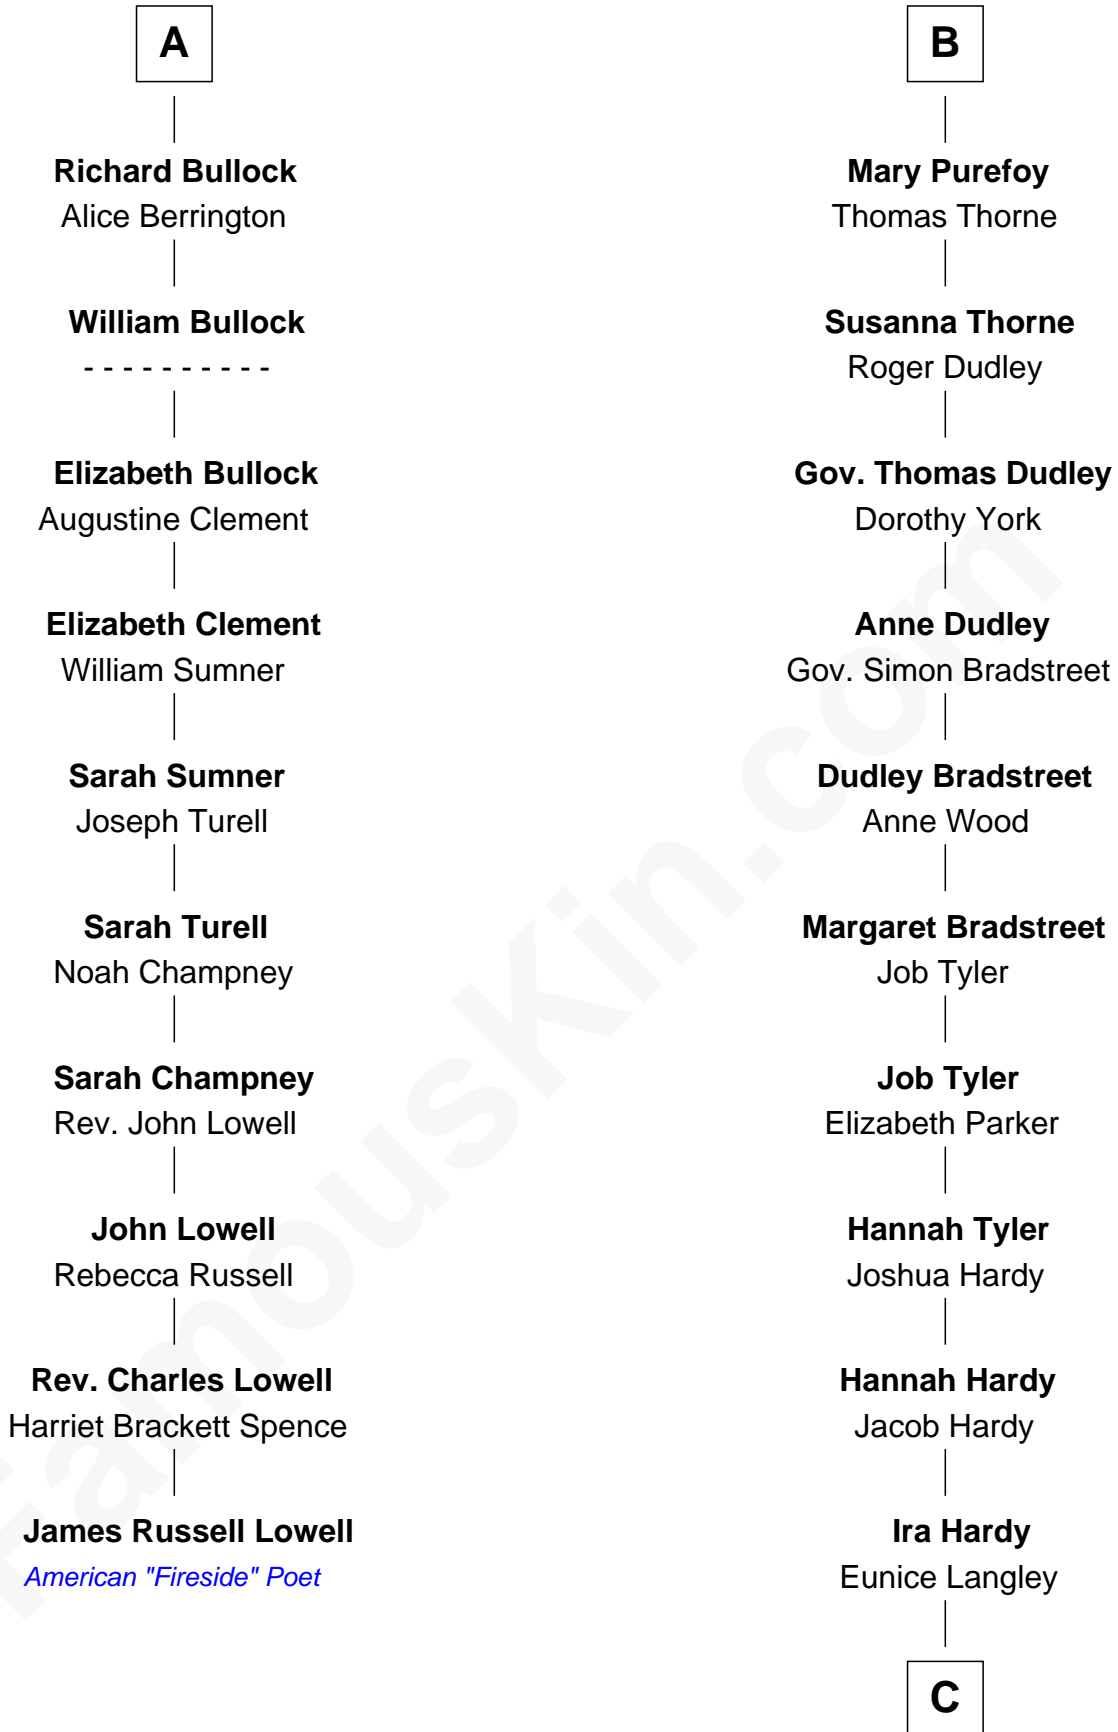 A
Richard Bullock
Alice Berrington
William Bullock
- - - - - - - - - -
Elizabeth Bullock
Augustine Clement
Elizabeth Clement
William Sumner
Sarah Sumner
Joseph Turell
Sarah Turell
Noah Champney
Sarah Champney
Rev. John Lowell
John Lowell
Rebecca Russell
Rev. Charles Lowell
Harriet Brackett Spence
James Russell Lowell
American "Fireside" Poet
B
Mary Purefoy
Thomas Thorne
Susanna Thorne
Roger Dudley
Gov. Thomas Dudley
Dorothy York
Anne Dudley
Gov. Simon Bradstreet
Dudley Bradstreet
Anne Wood
Margaret Bradstreet
Job Tyler
Job Tyler
Elizabeth Parker
Hannah Tyler
Joshua Hardy
Hannah Hardy
Jacob Hardy
Ira Hardy
Eunice Langley
C
FamousKin.com